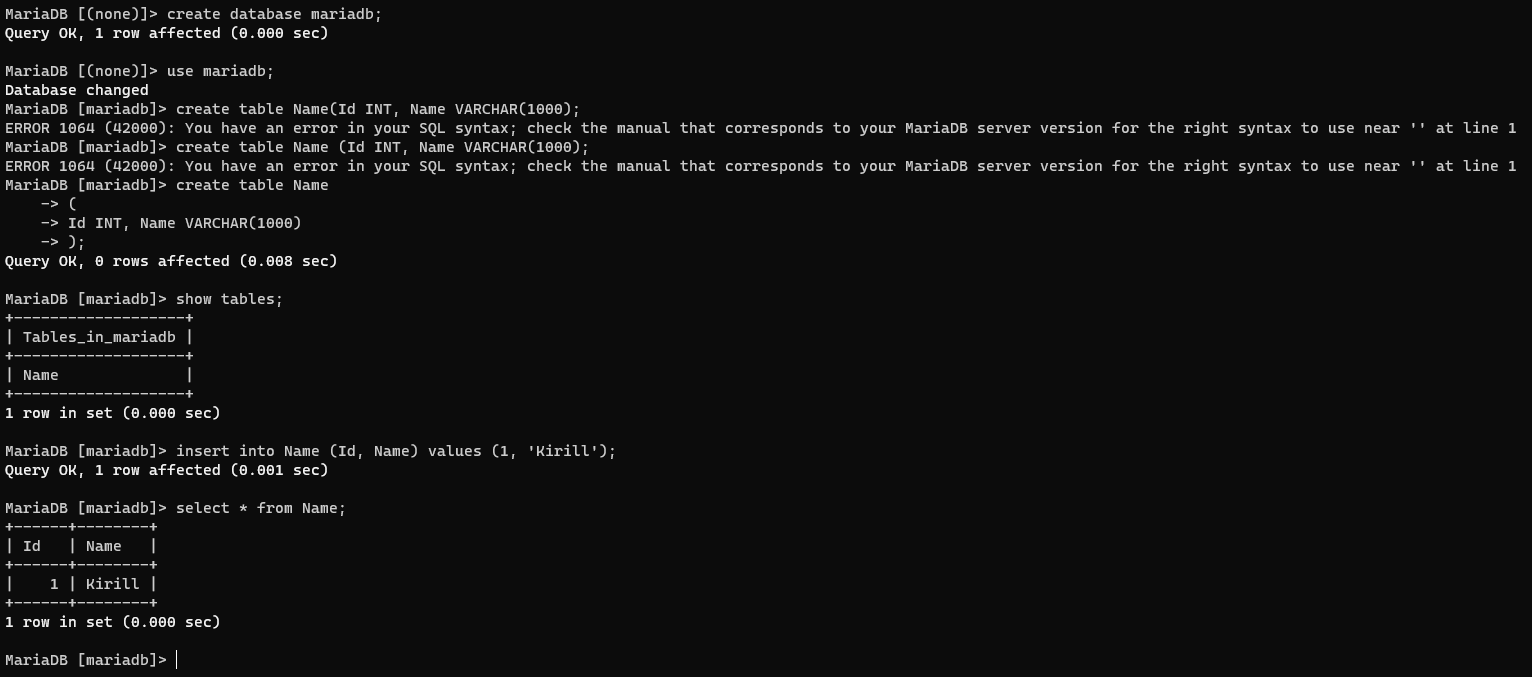 MariaDB [(none)]> create database mariadb;
Query OK, 1 row affected (0.000 sec)
MariaDB [(none)]> use mariadb;
Database changed
MariaDB [mariadb]> create table Name(Id INT, Name VARCHAR(1000);
ERROR 1064 (42000): You have an error in your SQL syntax; check the manual that corresponds to your MariaDB server version for the right syntax to use near '' at line 1
MariaDB [mariadb]> create table Name (Id INT, Name VARCHAR(1000);
ERROR 1064 (42000): You have an error in your SQL syntax; check the manual that corresponds to your MariaDB server version for the right syntax to use near '' at line 1
MariaDB [mariadb]> create table Name
    -> (
    -> Id INT, Name VARCHAR(1000)
    -> );
Query OK, 0 rows affected (0.008 sec)
MariaDB [mariadb]> show tables;
+-------------------+
| Tables_in_mariadb |
+-------------------+
| Name              |
+-------------------+
1 row in set (0.000 sec)
MariaDB [mariadb]> insert into Name (Id, Name) values (1, 'Kirill');
Query OK, 1 row affected (0.001 sec)
MariaDB [mariadb]> select * from Name;
+------+--------+
| Id   | Name   |
+------+--------+
|    1 | Kirill |
+------+--------+
1 row in set (0.000 sec)
MariaDB [mariadb]>